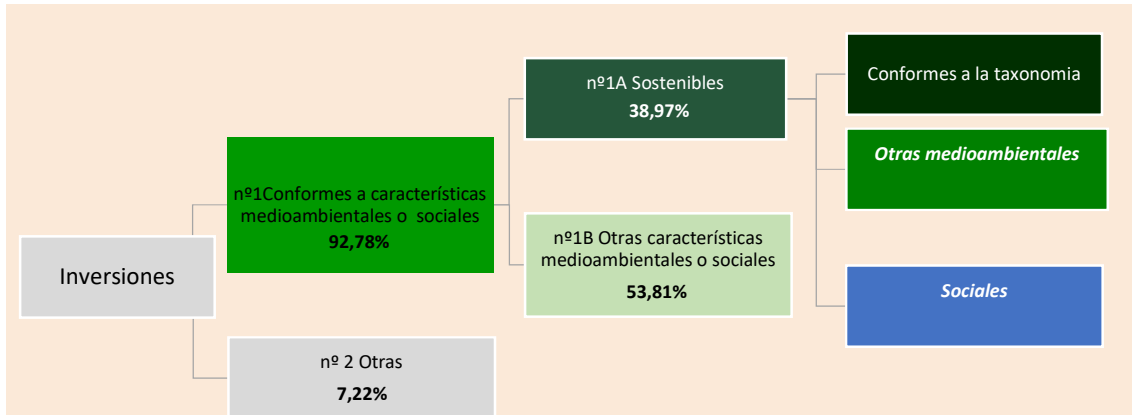 Inversiones
nº1Conformes a características
medioambientales o sociales
92,78%
nº 2 Otras
7,22%
nº1A Sostenibles
38,97%
nº1B Otras características
medioambientales o sociales
53,81%
Conformes a la taxonomia
Otras medioambientales
Sociales